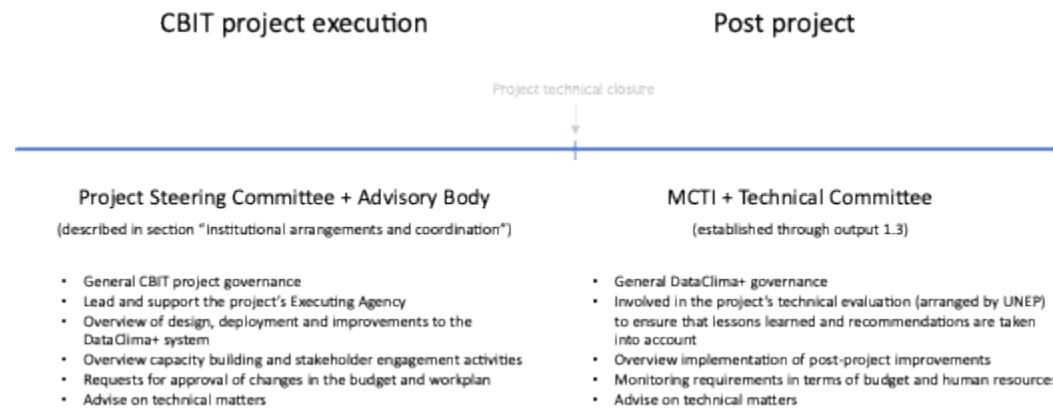 CBIT project execution
Post project
Project technical closure
Project Steering Committee + Advisory Body
(described in section "Institutional arrangements and coordination")
• General CBIT project governance
• Lead and support the project's Executing Agency
• Overview of design, deployment and improvements to the
DataClima+ system
• Overview capacity building and stakeholder engagement activities
• Requests for approval of changes in the budget and workplan
• Advise on technical matters
MCTI + Technical Committee
(established through output 1.3)
• General DataClima+ governance
• Involved in the project's technical evaluation (arranged by UNEP)
to ensure that lessons learned and recommendations are taken
into account
• Overview implementation of post-project improvements
• Monitoring requirements in terms of budget and human resources
• Advise on technical matters